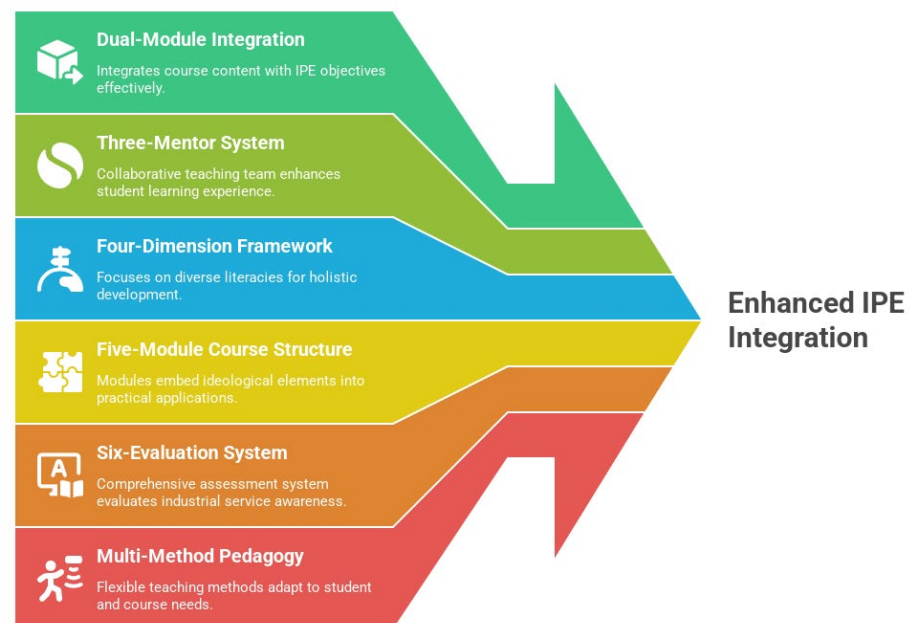 Dual-Module Integration
Integrates course content with IPE objectives
effectively.
Three-Mentor System
Collaborative teaching team enhances
student learning experience.
Four-Dimension Framework
Focuses on diverse literacies for holistic
development.
Enhanced IPE
Integration
Five-Module Course Structure
Modules embed ideological elements into
practical applications.
Six-Evaluation System
Comprehensive assessment system
evaluates industrial service awareness.
Multi-Method Pedagogy
Flexible teaching methods adapt to student
and course needs.